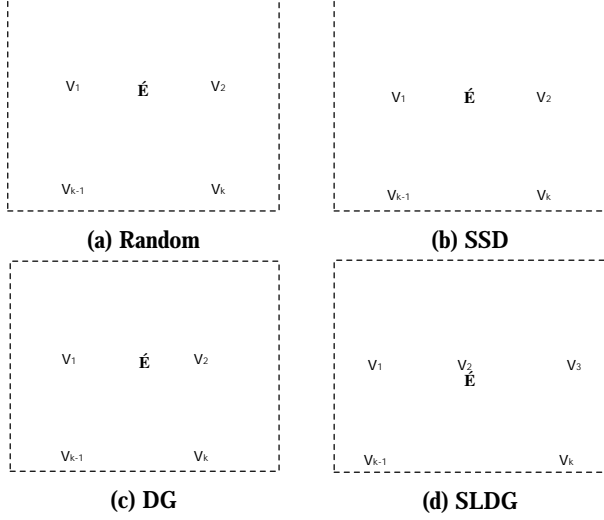 V1 É V2
Vk-1 Vk
(a) Random
V1 É V2
Vk-1 Vk
(b) SSD
V1 É V2
Vk-1 Vk
(c) DG
V1 V2 V3
É
Vk-1 Vk
(d) SLDG